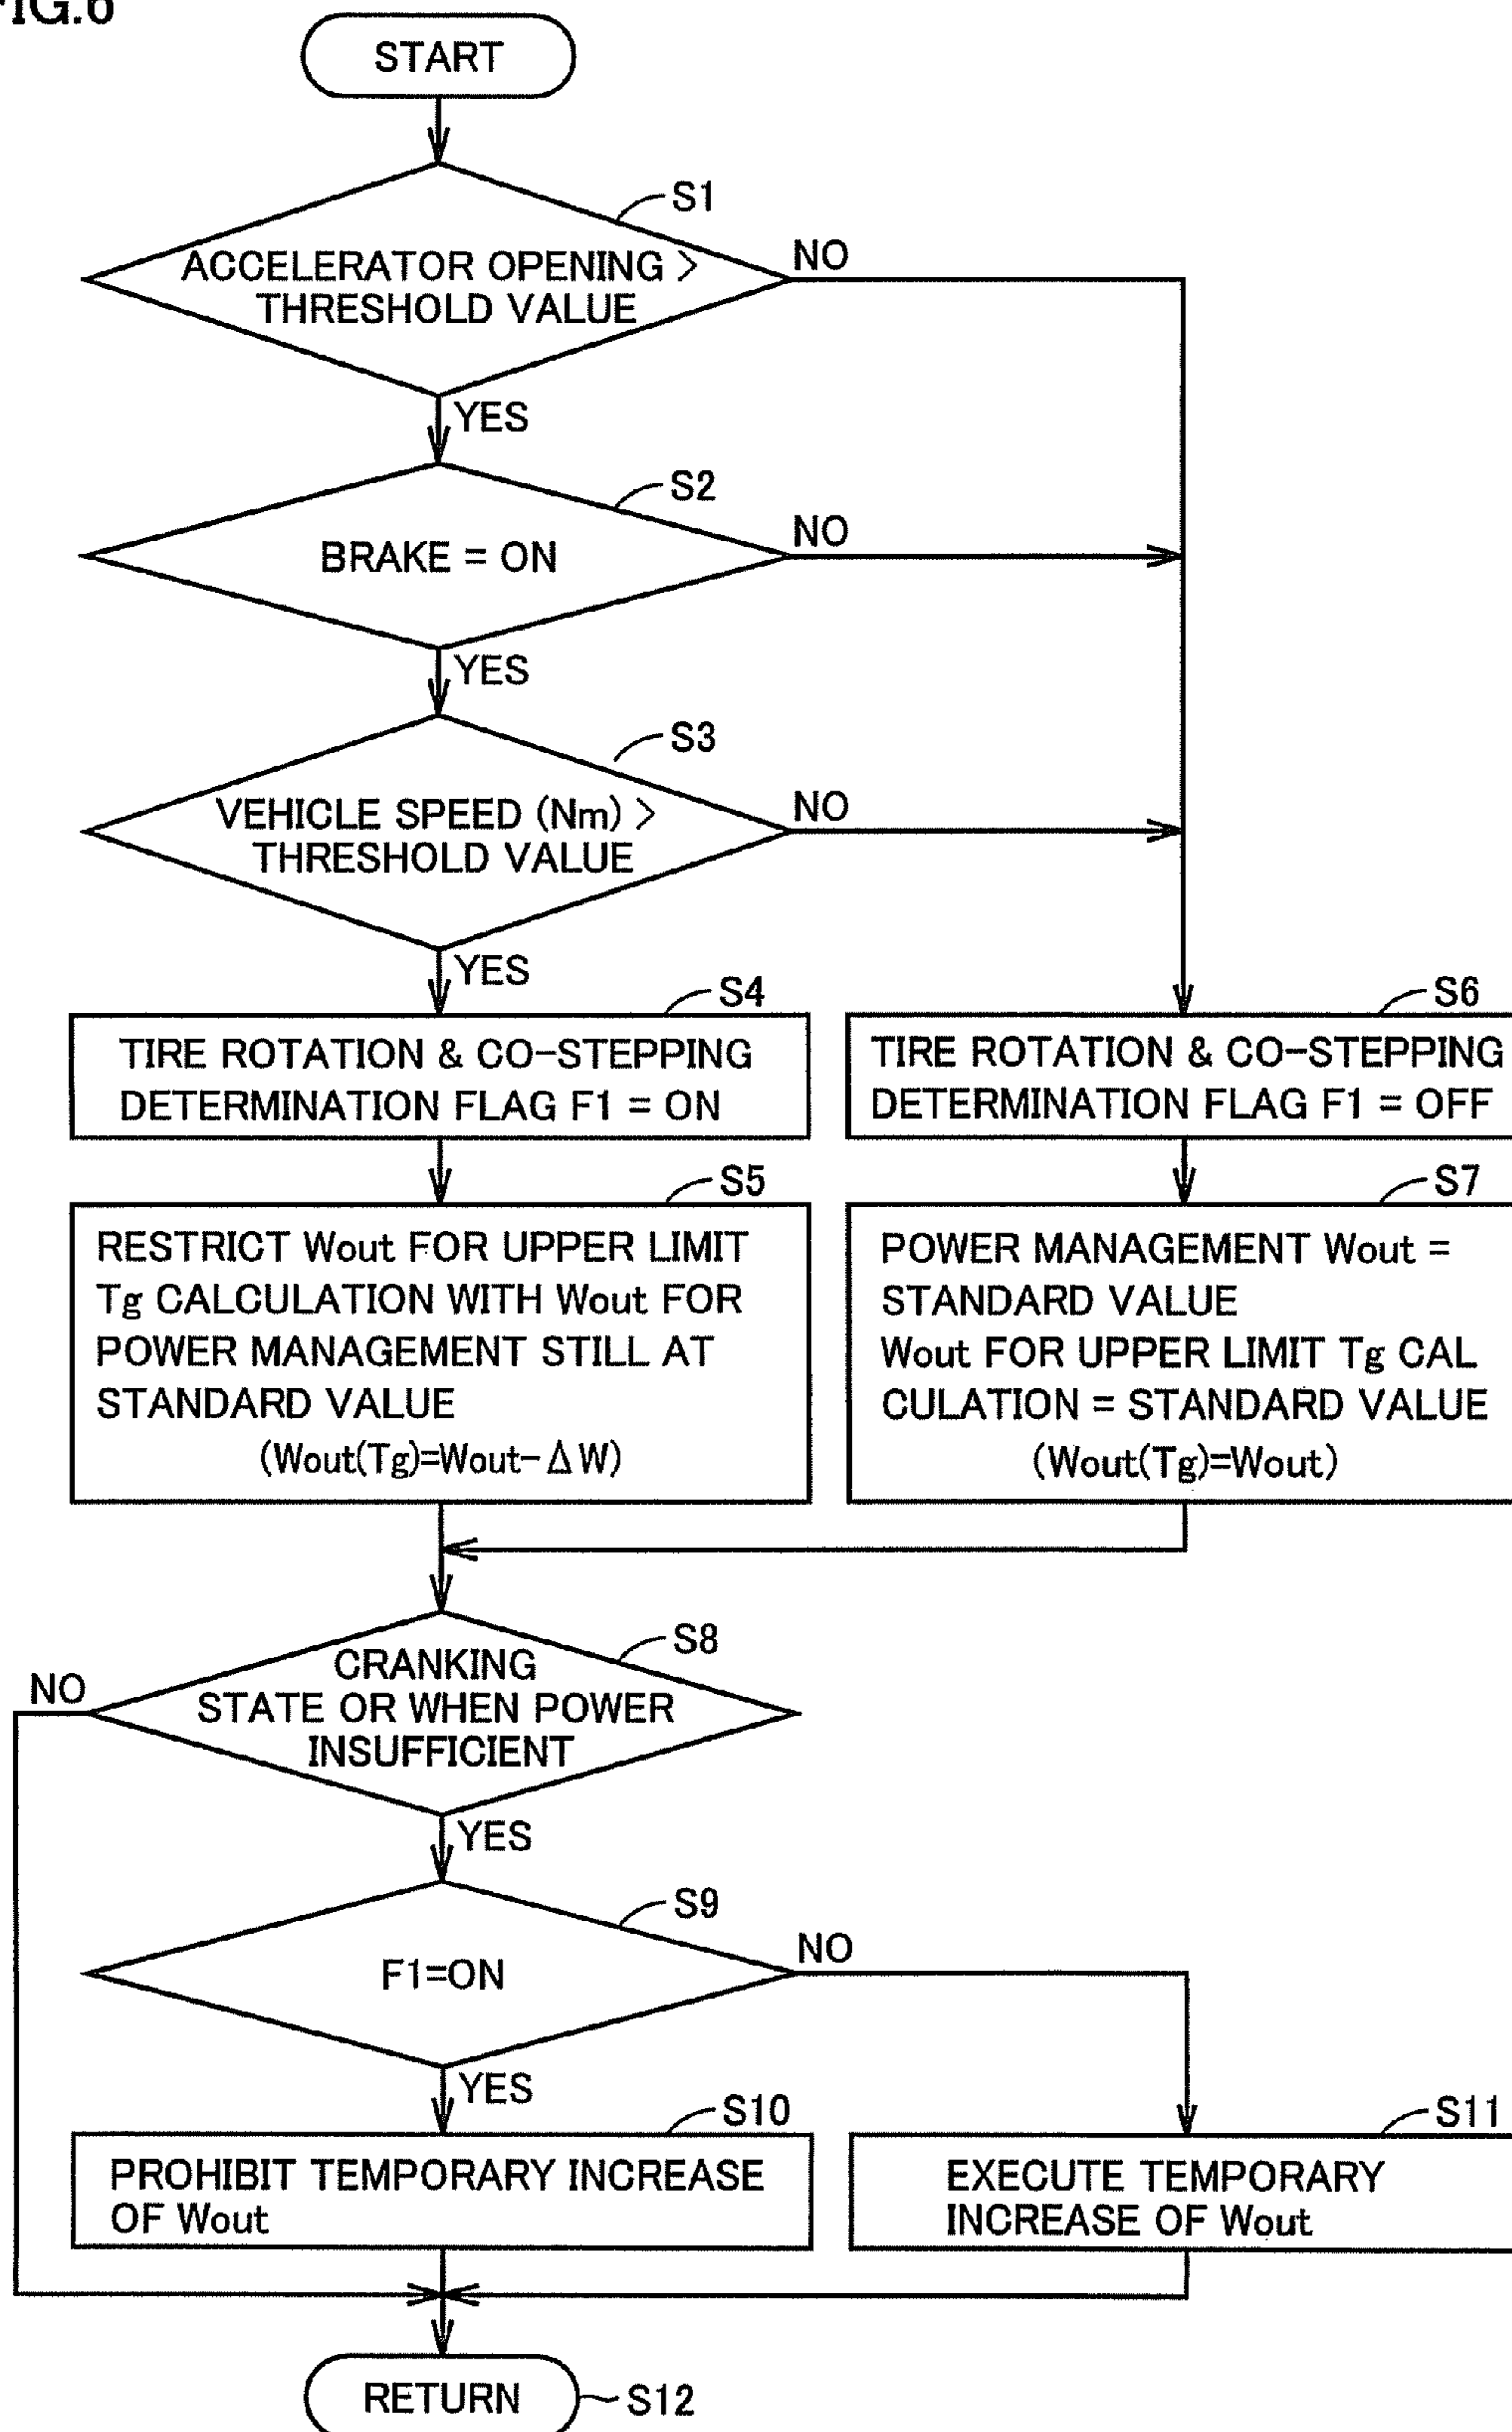 FIG.6
START
S1
ACCELERATOR OPENING >
THRESHOLD VALUE
NO
YES
S2
BRAKE = ON
NO
YES
S3
VEHICLE SPEED (Nm) >
THRESHOLD VALUE
NO
YES
S4
TIRE ROTATION & CO-STEPPING
DETERMINATION FLAG F1 = ON
S6
TIRE ROTATION & CO-STEPPING
DETERMINATION FLAG F1 = OFF
S5
RESTRICT Wout FOR UPPER LIMIT
Tg CALCULATION WITH Wout FOR
POWER MANAGEMENT STILL AT
STANDARD VALUE
(Wout(Tg)=Wout-ΔW)
S7
POWER MANAGEMENT Wout =
STANDARD VALUE
Wout FOR UPPER LIMIT Tg CAL
CULATION = STANDARD VALUE
(Wout(Tg)=Wout)
S8
CRANKING
STATE OR WHEN POWER
INSUFFICIENT
NO
YES
S9
F1=ON
NO
YES
S10
PROHIBIT TEMPORARY INCREASE
OF Wout
S11
EXECUTE TEMPORARY
INCREASE OF Wout
RETURN
S12